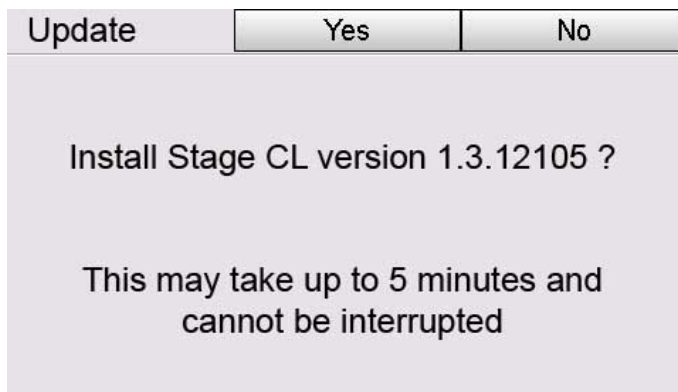 Update Yes No
Install Stage CL version 1.3.12105 ?
This may take up to 5 minutes and
cannot be interrupted